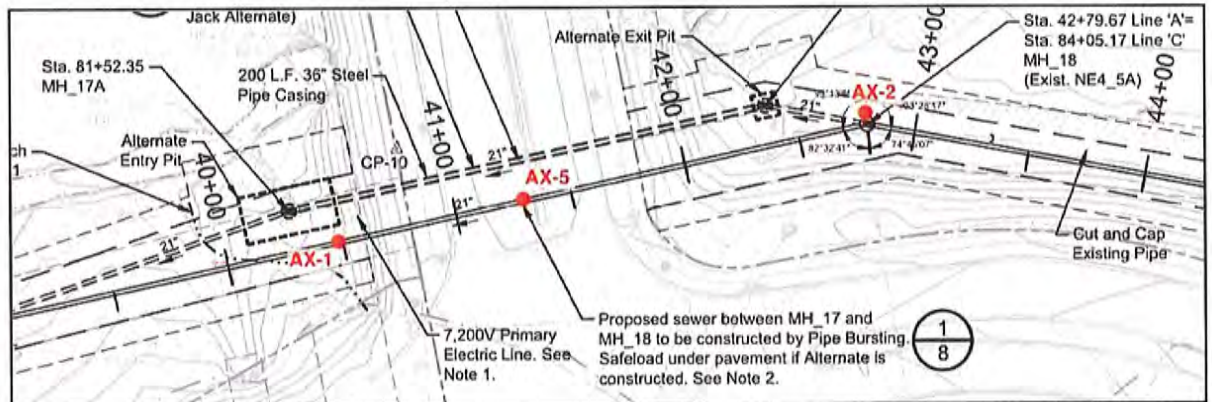 Jack Alternate)
Sta. 81+52.35
MH_17A
200 L.F. 36" Steel
Pipe Casing
Alternate
Entry Pit
40+00
41+00
42+00
43+00
44+00
CP-10
21"
21"
21"
21"
AX-1
AX-5
AX-2
Alternate Exit Pit
82°32'41"
Sta. 42+79.67 Line 'A'=
Sta. 84+05.17 Line 'C'
MH_18
(Exist. NE4_5A)
Cut and Cap
Existing Pipe
7,200V Primary
Electric Line. See
Note 1.
Proposed sewer between MH_17 and
MH_18 to be constructed by Pipe Bursting.
Safeload under pavement if Alternate is
constructed. See Note 2.
1
8